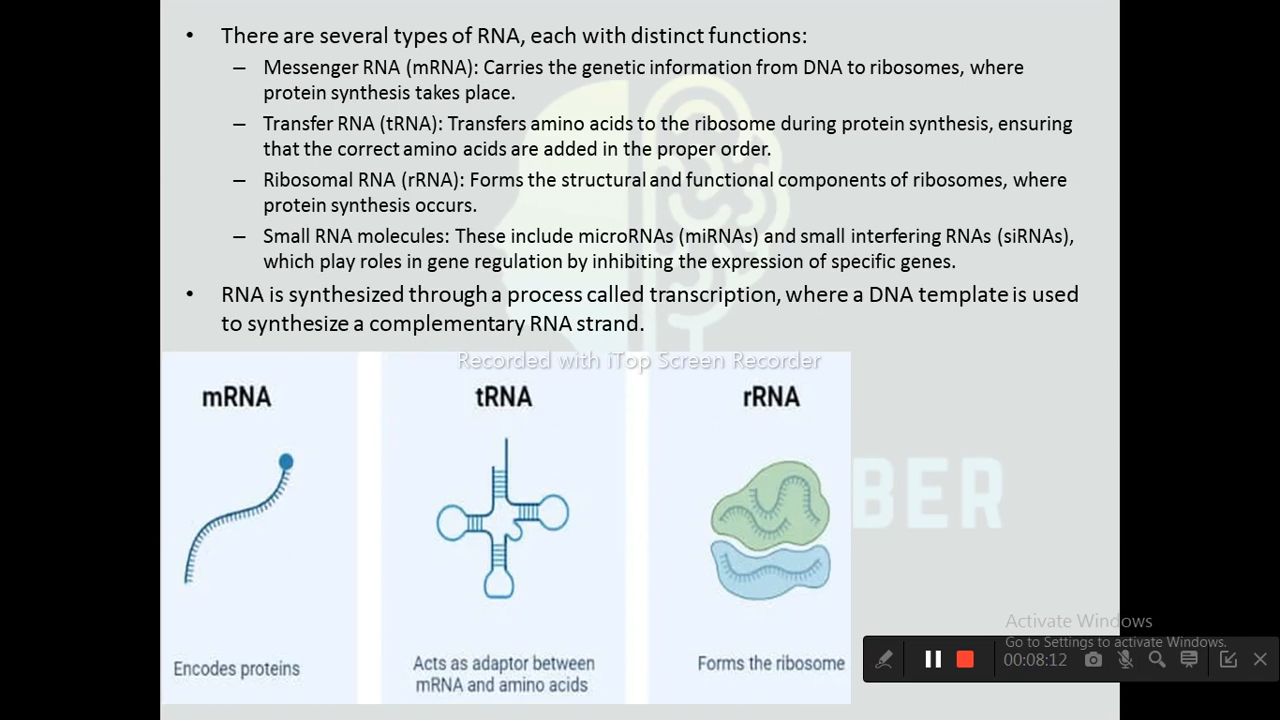 • There are several types of RNA, each with distinct functions:
– Messenger RNA (mRNA): Carries the genetic information from DNA to ribosomes, where
protein synthesis takes place.
– Transfer RNA (tRNA): Transfers amino acids to the ribosome during protein synthesis, ensuring
that the correct amino acids are added in the proper order.
– Ribosomal RNA (rRNA): Forms the structural and functional components of ribosomes, where
protein synthesis occurs.
– Small RNA molecules: These include microRNAs (miRNAs) and small interfering RNAs (siRNAs),
which play roles in gene regulation by inhibiting the expression of specific genes.
• RNA is synthesized through a process called transcription, where a DNA template is used
to synthesize a complementary RNA strand.
Recorded with iTop Screen Recorder
mRNA tRNA rRNA
BER
Encodes proteins
Acts as adaptor between
mRNA and amino acids
Forms the ribosome
Activate Windows
Go to Settings to activate Windows.
00:08:12